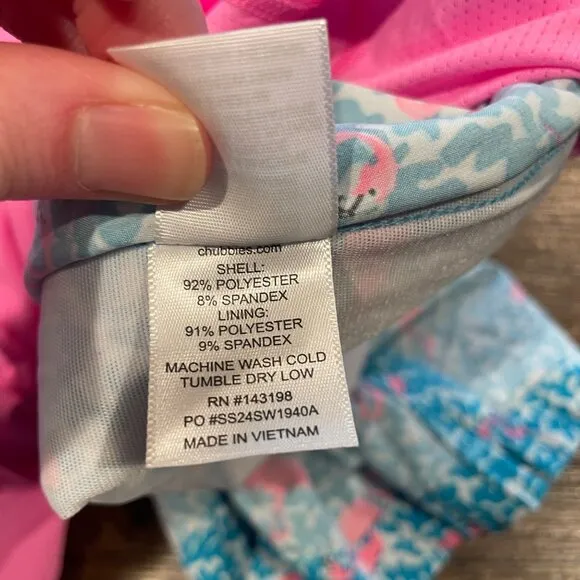 chubbies.com
SHELL:
92% POLYESTER
8% SPANDEX
LINING:
91% POLYESTER
9% SPANDEX
MACHINE WASH COLD
TUMBLE DRY LOW
RN #143198
PO #SS24SW1940A
MADE IN VIETNAM